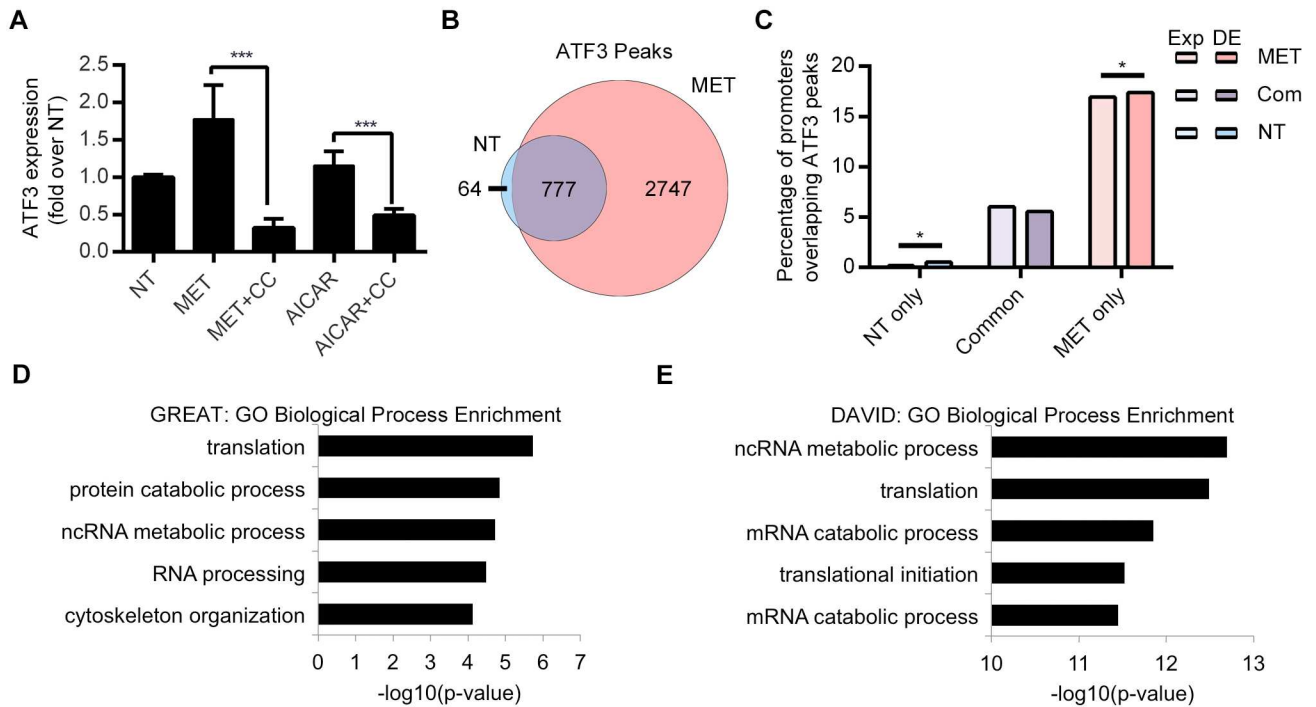 A
ATF3 expression
(fold over NT)
2.5
2.0
1.5
1.0
0.5
0.0
***
***
NT
MET
MET+CC
AICAR
AICAR+CC
B
ATF3 Peaks
MET
NT
64
777
2747
C
Percentage of promoters
overlapping ATF3 peaks
20
15
10
5
0
*
*
NT only
Common
MET only
Exp DE
MET
Com
NT
D
GREAT: GO Biological Process Enrichment
translation
protein catabolic process
ncRNA metabolic process
RNA processing
cytoskeleton organization
0 1 2 3 4 5 6 7
-log10(p-value)
E
DAVID: GO Biological Process Enrichment
ncRNA metabolic process
translation
mRNA catabolic process
translational initiation
mRNA catabolic process
10 11 12 13
-log10(p-value)